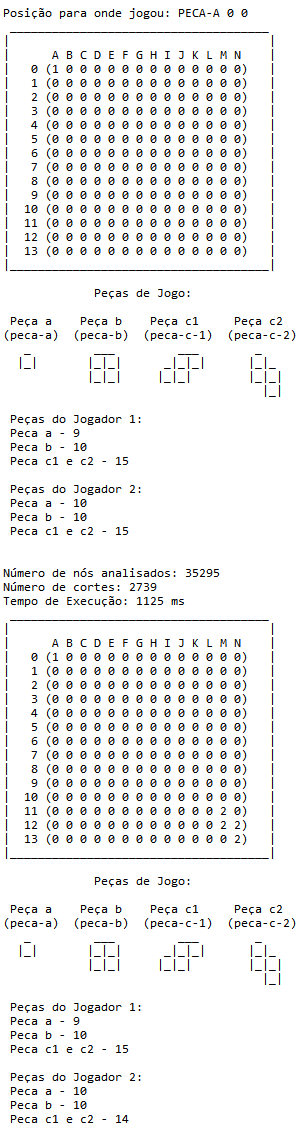 Posição para onde jogou: PECA-A 0 0
A B C D E F G H I J K L M N
0 (1 0 0 0 0 0 0 0 0 0 0 0 0 0)
1 (0 0 0 0 0 0 0 0 0 0 0 0 0 0)
2 (0 0 0 0 0 0 0 0 0 0 0 0 0 0)
3 (0 0 0 0 0 0 0 0 0 0 0 0 0 0)
4 (0 0 0 0 0 0 0 0 0 0 0 0 0 0)
5 (0 0 0 0 0 0 0 0 0 0 0 0 0 0)
6 (0 0 0 0 0 0 0 0 0 0 0 0 0 0)
7 (0 0 0 0 0 0 0 0 0 0 0 0 0 0)
8 (0 0 0 0 0 0 0 0 0 0 0 0 0 0)
9 (0 0 0 0 0 0 0 0 0 0 0 0 0 0)
10 (0 0 0 0 0 0 0 0 0 0 0 0 0 0)
11 (0 0 0 0 0 0 0 0 0 0 0 0 0 0)
12 (0 0 0 0 0 0 0 0 0 0 0 0 0 0)
13 (0 0 0 0 0 0 0 0 0 0 0 0 0 0)
Peças de Jogo:
Peça a Peça b Peça c1 Peça c2
(peca-a) (peca-b) (peca-c-1) (peca-c-2)
Peças do Jogador 1:
Peca a - 9
Peca b - 10
Peca c1 e c2 - 15
Peças do Jogador 2:
Peca a - 10
Peca b - 10
Peca c1 e c2 - 15
Número de nós analisados: 35295
Número de cortes: 2739
Tempo de Execução: 1125 ms
A B C D E F G H I J K L M N
0 (1 0 0 0 0 0 0 0 0 0 0 0 0 0)
1 (0 0 0 0 0 0 0 0 0 0 0 0 0 0)
2 (0 0 0 0 0 0 0 0 0 0 0 0 0 0)
3 (0 0 0 0 0 0 0 0 0 0 0 0 0 0)
4 (0 0 0 0 0 0 0 0 0 0 0 0 0 0)
5 (0 0 0 0 0 0 0 0 0 0 0 0 0 0)
6 (0 0 0 0 0 0 0 0 0 0 0 0 0 0)
7 (0 0 0 0 0 0 0 0 0 0 0 0 0 0)
8 (0 0 0 0 0 0 0 0 0 0 0 0 0 0)
9 (0 0 0 0 0 0 0 0 0 0 0 0 0 0)
10 (0 0 0 0 0 0 0 0 0 0 0 0 0 0)
11 (0 0 0 0 0 0 0 0 0 0 0 0 2 0)
12 (0 0 0 0 0 0 0 0 0 0 0 0 2 2)
13 (0 0 0 0 0 0 0 0 0 0 0 0 0 2)
Peças de Jogo:
Peça a Peça b Peça c1 Peça c2
(peca-a) (peca-b) (peca-c-1) (peca-c-2)
Peças do Jogador 1:
Peca a - 9
Peca b - 10
Peca c1 e c2 - 15
Peças do Jogador 2:
Peca a - 10
Peca b - 10
Peca c1 e c2 - 14